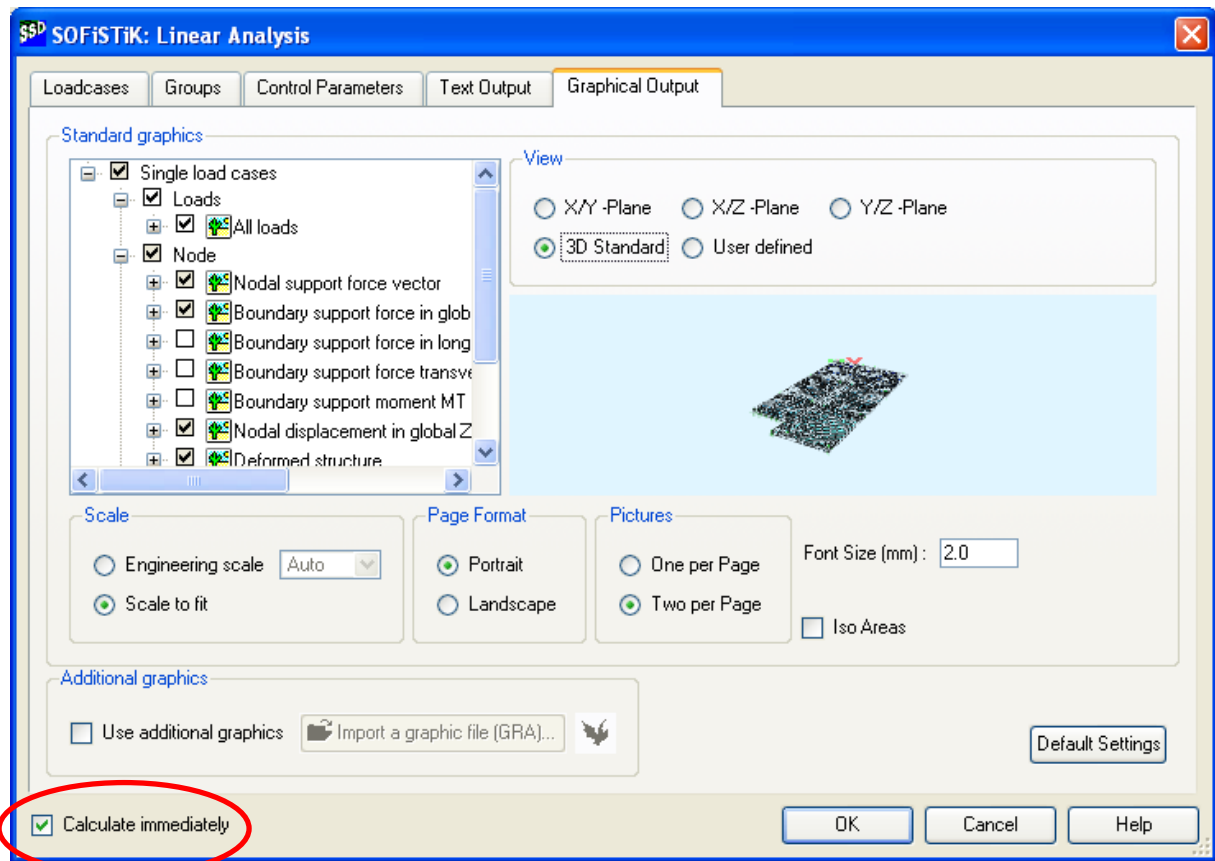 SSD SOFiSTiK: Linear Analysis
Loadcases Groups Control Parameters Text Output Graphical Output
Standard graphics
Single load cases
Loads
All loads
Node
Nodal support force vector
Boundary support force in glob
Boundary support force in long
Boundary support force transve
Boundary support moment MT
Nodal displacement in global Z
Deformed structure
View
X/Y -Plane X/Z -Plane Y/Z -Plane
3D Standard User defined
Scale
Engineering scale Auto
Scale to fit
Page Format
Portrait
Landscape
Pictures
One per Page
Two per Page
Font Size (mm) : 2.0
Iso Areas
Additional graphics
Use additional graphics Import a graphic file (GRA)...
Default Settings
Calculate immediately OK Cancel Help